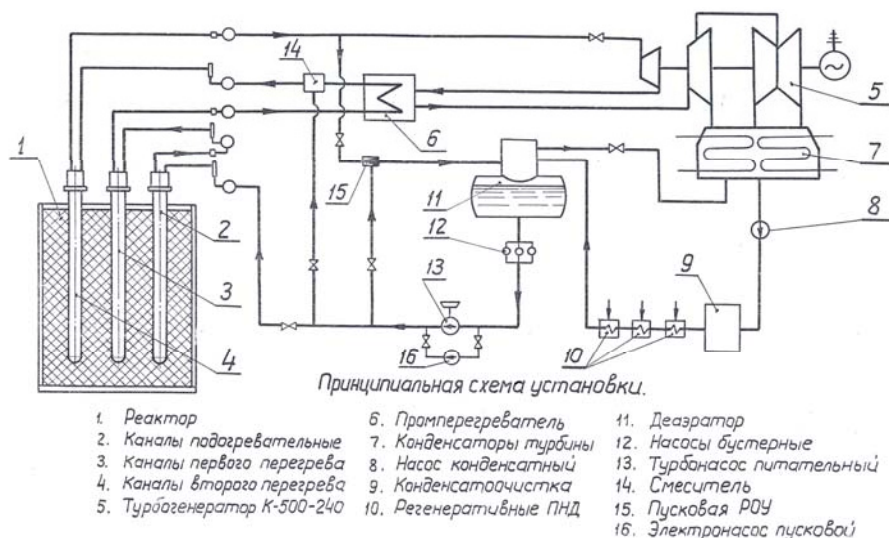 14
5
6
1
15
7
11
2
12
8
13
9
3
4
16
10
Принципиальная схема установки.
1. Реактор
2. Каналы подогревательные
3. Каналы первого перегрева
4. Каналы второго перегрева
5. Турбогенератор К-500-240
6. Промперегреватель
7. Конденсаторы турбины
8. Насос конденсатный
9. Конденсатоочистка
10. Регенеративные ПНД
11. Деаэратор
12. Насосы бустерные
13. Турбонасос питательный
14. Смеситель
15. Пусковая РОУ
16. Электронасос пусковой